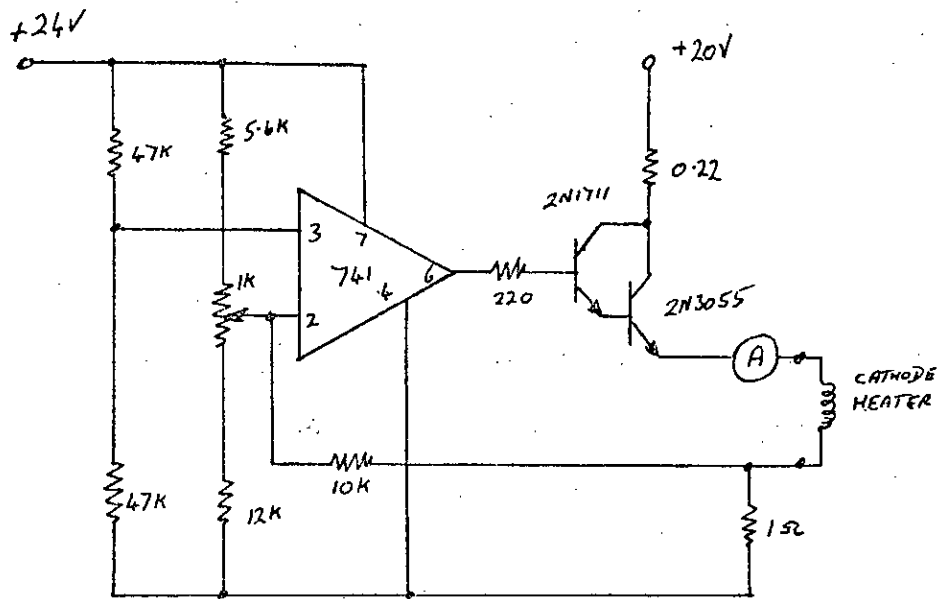 +24V
+20V
5.6K
47K
0.22
2N1711
3
7
1K
741
6
.4
220
2N3055
2
A
CATHODE
HEATER
10K
47K
12K
1Ω